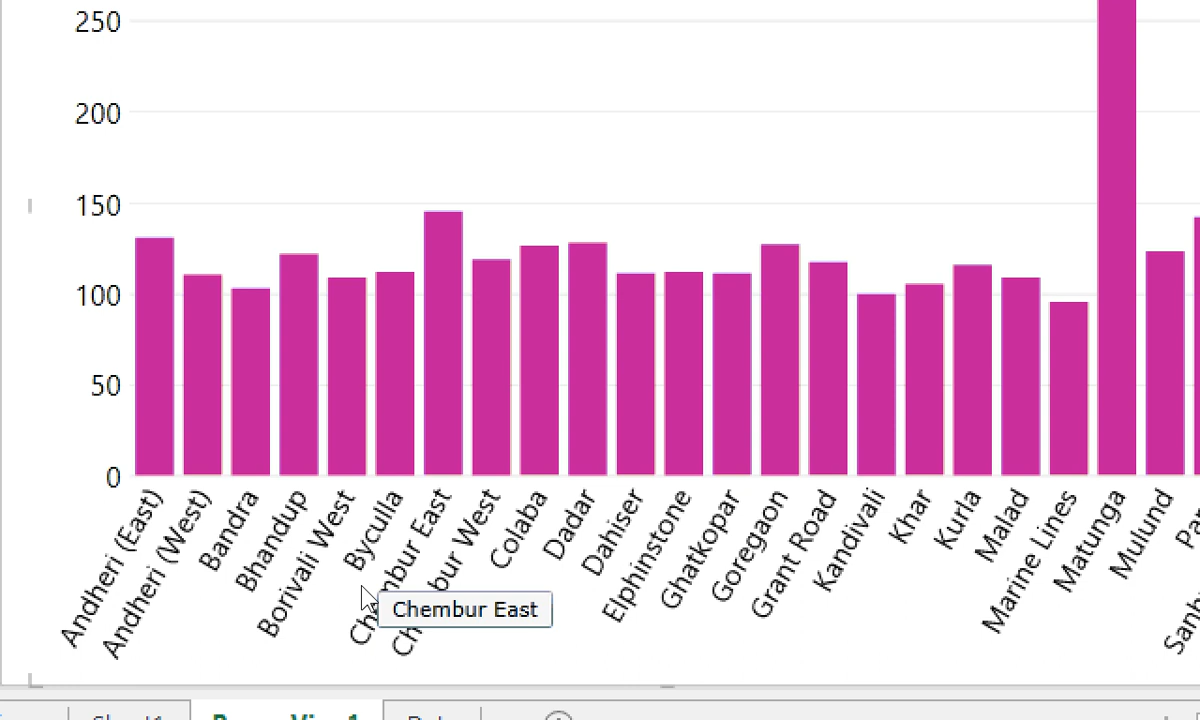 250
200
150
100
50
0
Andheri (East)
Andheri (West)
Bandra
Bhandup
Borivali West
Byculla
Chembur East
bur West
Colaba
Dadar
Dahiser
Elphinstone
Ghatkopar
Goregaon
Grant Road
Kandivali
Khar
Kurla
Malad
Marine Lines
Matunga
Mulund
Chembur East